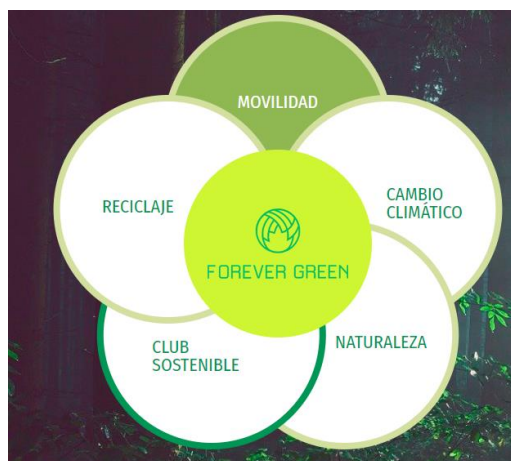 MOVILIDAD
CAMBIO
CLIMÁTICO
NATURALEZA
CLUB
SOSTENIBLE
RECICLAJE
FOREVER GREEN